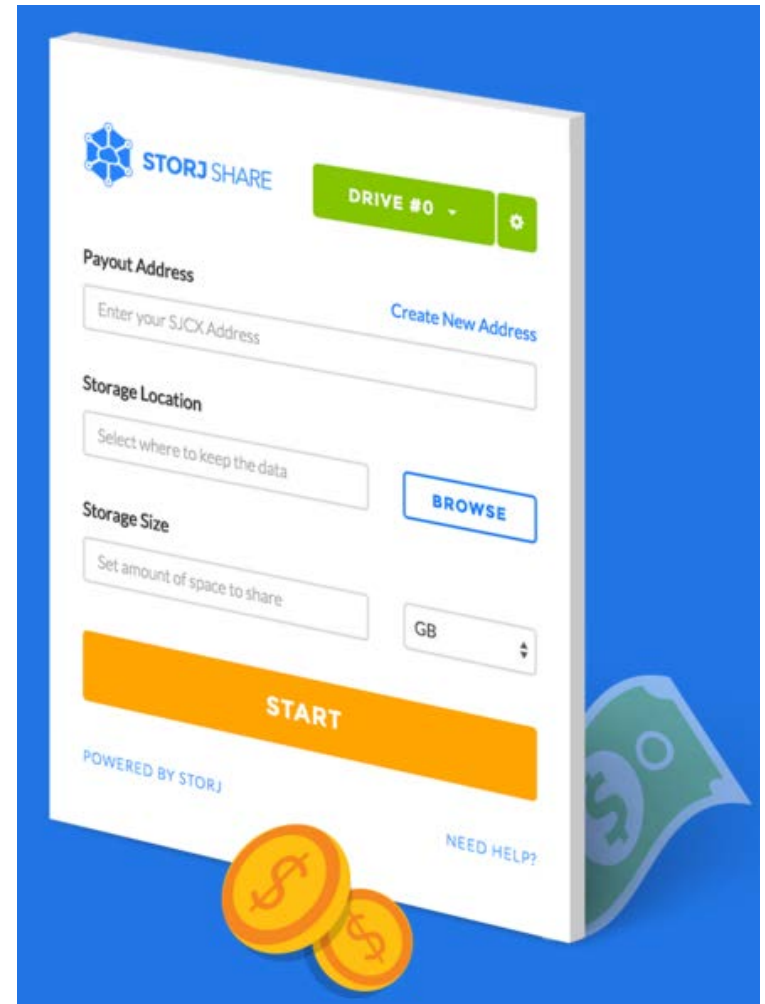 STORJ SHARE
DRIVE #0
Payout Address
Create New Address
Enter your SJCX Address
Storage Location
Select where to keep the data
BROWSE
Storage Size
Set amount of space to share
GB
START
POWERED BY STORJ
NEED HELP?
$
$
$